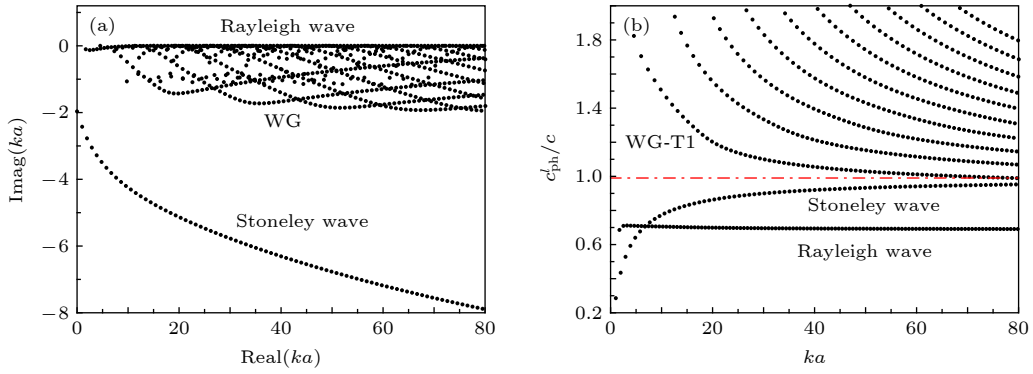 (a)
Rayleigh wave
0
−2
−4
−6
−8
Imag(ka)
WG
Stoneley wave
0
20
40
60
80
Real(ka)
(b)
1.8
1.4
1.0
0.6
0.2
c^l_ph/c
WG-T1
Stoneley wave
Rayleigh wave
0
20
40
60
80
ka